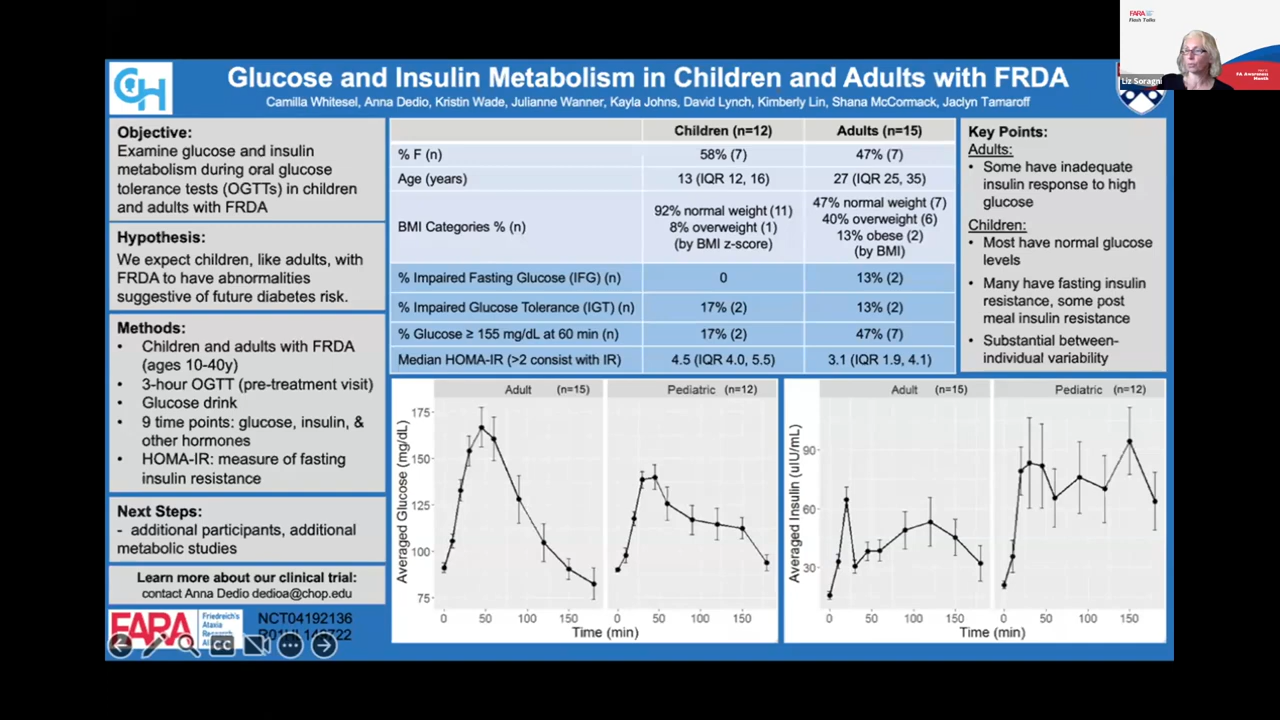 FARA
Flash Talks
Liz Soragni
FA Awareness
Month
CH
Glucose and Insulin Metabolism in Children and Adults with FRDA
Camilla Whitesel, Anna Dedio, Kristin Wade, Julianne Wanner, Kayla Johns, David Lynch, Kimberly Lin, Shana McCormack, Jaclyn Tamaroff
Objective:
Examine glucose and insulin
metabolism during oral glucose
tolerance tests (OGTTs) in children
and adults with FRDA
Hypothesis:
We expect children, like adults, with
FRDA to have abnormalities
suggestive of future diabetes risk.
Methods:
• Children and adults with FRDA
(ages 10-40y)
• 3-hour OGTT (pre-treatment visit)
• Glucose drink
• 9 time points: glucose, insulin, &
other hormones
• HOMA-IR: measure of fasting
insulin resistance
Next Steps:
- additional participants, additional
metabolic studies
Learn more about our clinical trial:
contact Anna Dedio dedioa@chop.edu
FARA
Friedreich's
Ataxia
NCT04192136
Children (n=12) Adults (n=15)
% F (n) 58% (7) 47% (7)
Age (years) 13 (IQR 12, 16) 27 (IQR 25, 35)
BMI Categories % (n)
92% normal weight (11)
8% overweight (1)
(by BMI z-score)
47% normal weight (7)
40% overweight (6)
13% obese (2)
(by BMI)
% Impaired Fasting Glucose (IFG) (n) 0 13% (2)
% Impaired Glucose Tolerance (IGT) (n) 17% (2) 13% (2)
% Glucose ≥ 155 mg/dL at 60 min (n) 17% (2) 47% (7)
Median HOMA-IR (>2 consist with IR) 4.5 (IQR 4.0, 5.5) 3.1 (IQR 1.9, 4.1)
Key Points:
Adults:
• Some have inadequate
insulin response to high
glucose
Children:
• Most have normal glucose
levels
• Many have fasting insulin
resistance, some post
meal insulin resistance
• Substantial between-
individual variability
Adult (n=15) Pediatric (n=12)
Averaged Glucose (mg/dL)
175
150
125
100
75
0 50 100 150 0 50 100 150
Time (min)
Adult (n=15) Pediatric (n=12)
Averaged Insulin (uIU/mL)
90
60
30
0 50 100 150 0 50 100 150
Time (min)
CC